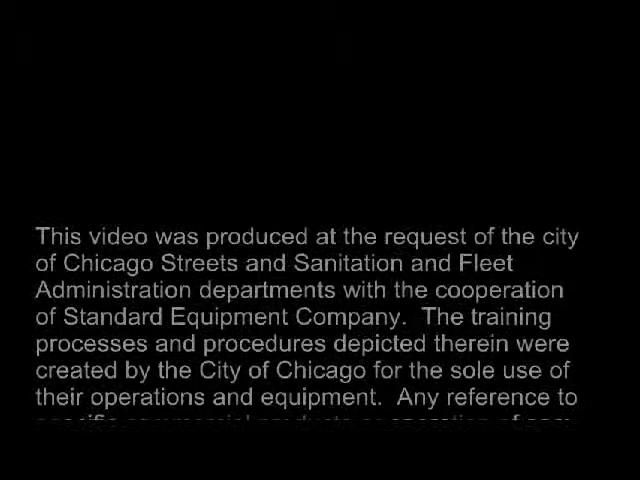 This video was produced at the request of the city
of Chicago Streets and Sanitation and Fleet
Administration departments with the cooperation
of Standard Equipment Company.  The training
processes and procedures depicted therein were
created by the City of Chicago for the sole use of
their operations and equipment.  Any reference to